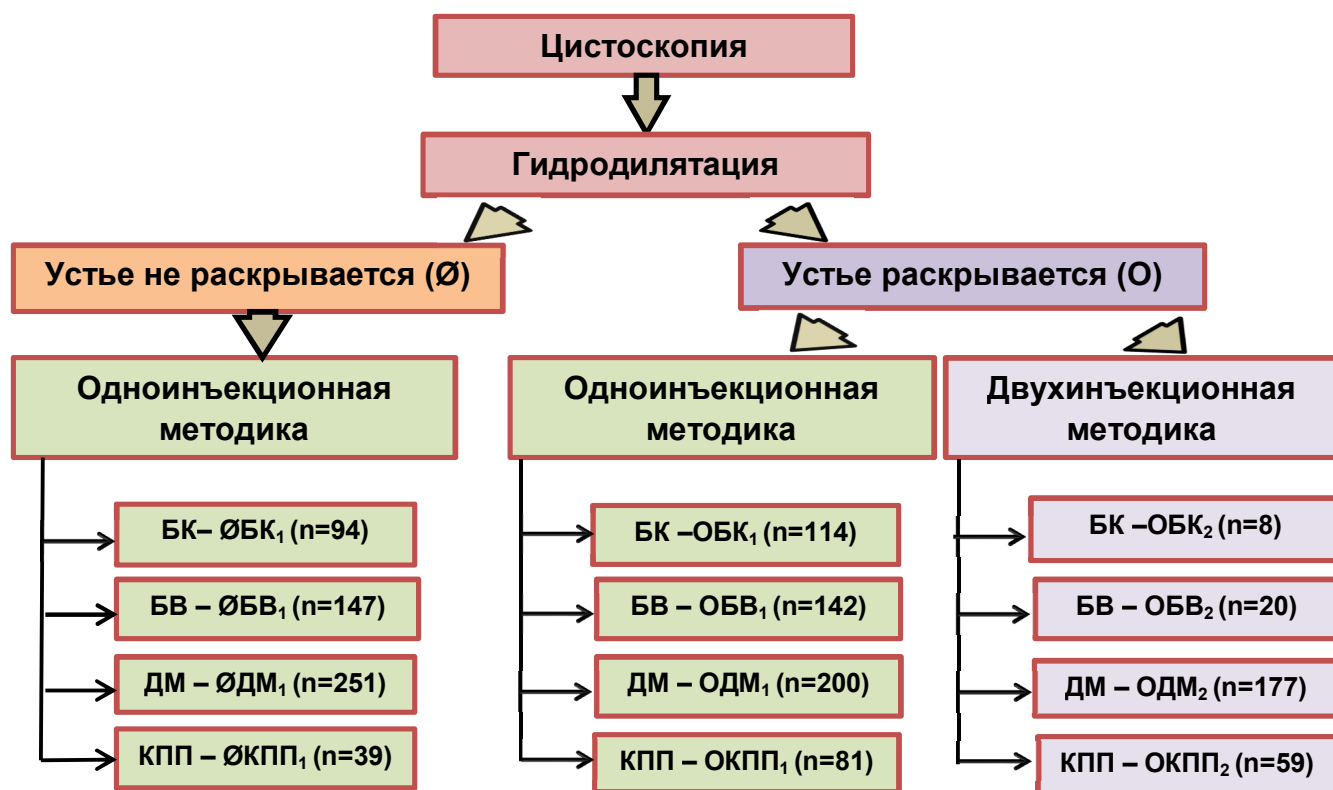 Цистоскопия
Гидродилятация
Устье не раскрывается (Ø)
Устье раскрывается (О)
Одноинъекционная
методика
Одноинъекционная
методика
Двухинъекционная
методика
БК– ØБК₁ (n=94)
БВ – ØБВ₁ (n=147)
ДМ – ØДМ₁ (n=251)
КПП – ØКПП₁ (n=39)
БК –ОБК₁ (n=114)
БВ – ОБВ₁ (n=142)
ДМ – ОДМ₁ (n=200)
КПП – ОКПП₁ (n=81)
БК –ОБК₂ (n=8)
БВ – ОБВ₂ (n=20)
ДМ – ОДМ₂ (n=177)
КПП – ОКПП₂ (n=59)